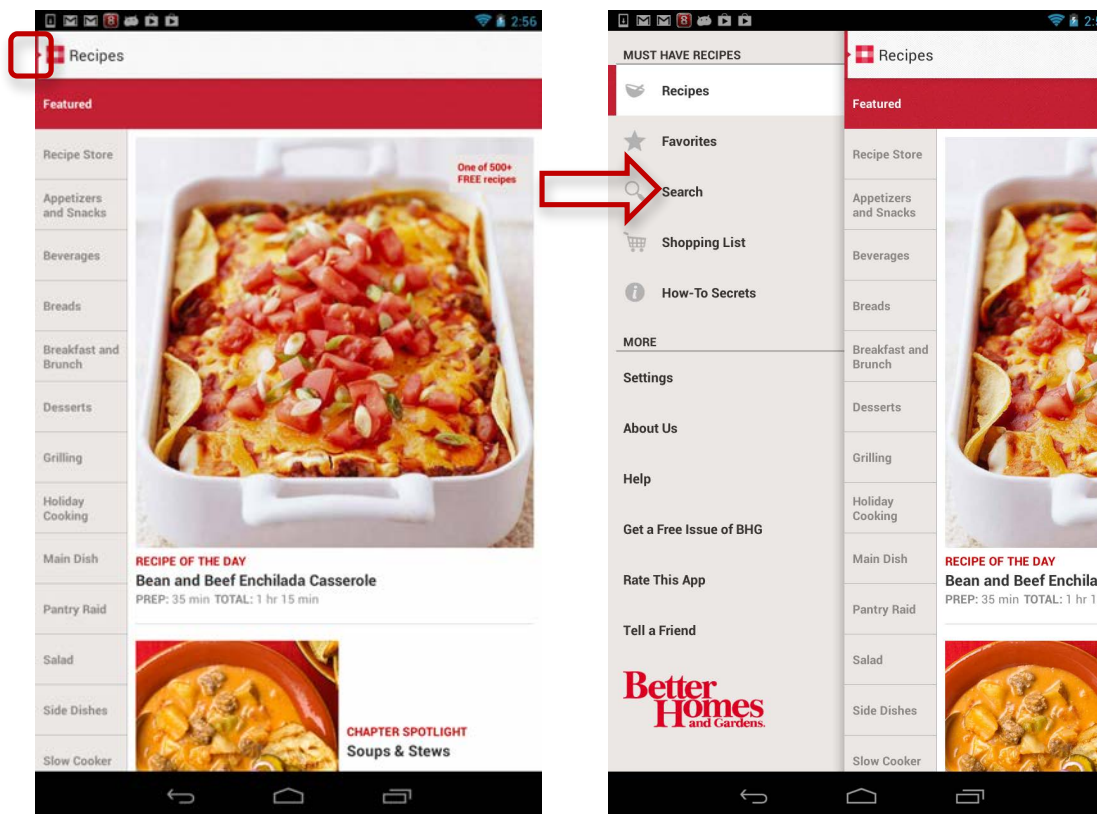 2:56
Recipes
Featured
Recipe Store
Appetizers
and Snacks
Beverages
Breads
Breakfast and
Brunch
Desserts
Grilling
Holiday
Cooking
Main Dish
Pantry Raid
Salad
Side Dishes
Slow Cooker
One of 500+
FREE recipes
RECIPE OF THE DAY
Bean and Beef Enchilada Casserole
PREP: 35 min TOTAL: 1 hr 15 min
CHAPTER SPOTLIGHT
Soups & Stews
MUST HAVE RECIPES
Recipes
Favorites
Search
Shopping List
How-To Secrets
MORE
Settings
About Us
Help
Get a Free Issue of BHG
Rate This App
Tell a Friend
Better
Homes
and Gardens.
Recipes
Featured
Recipe Store
Appetizers
and Snacks
Beverages
Breads
Breakfast and
Brunch
Desserts
Grilling
Holiday
Cooking
Main Dish
Pantry Raid
Salad
Side Dishes
Slow Cooker
RECIPE OF THE DAY
Bean and Beef Enchila
PREP: 35 min TOTAL: 1 hr 1